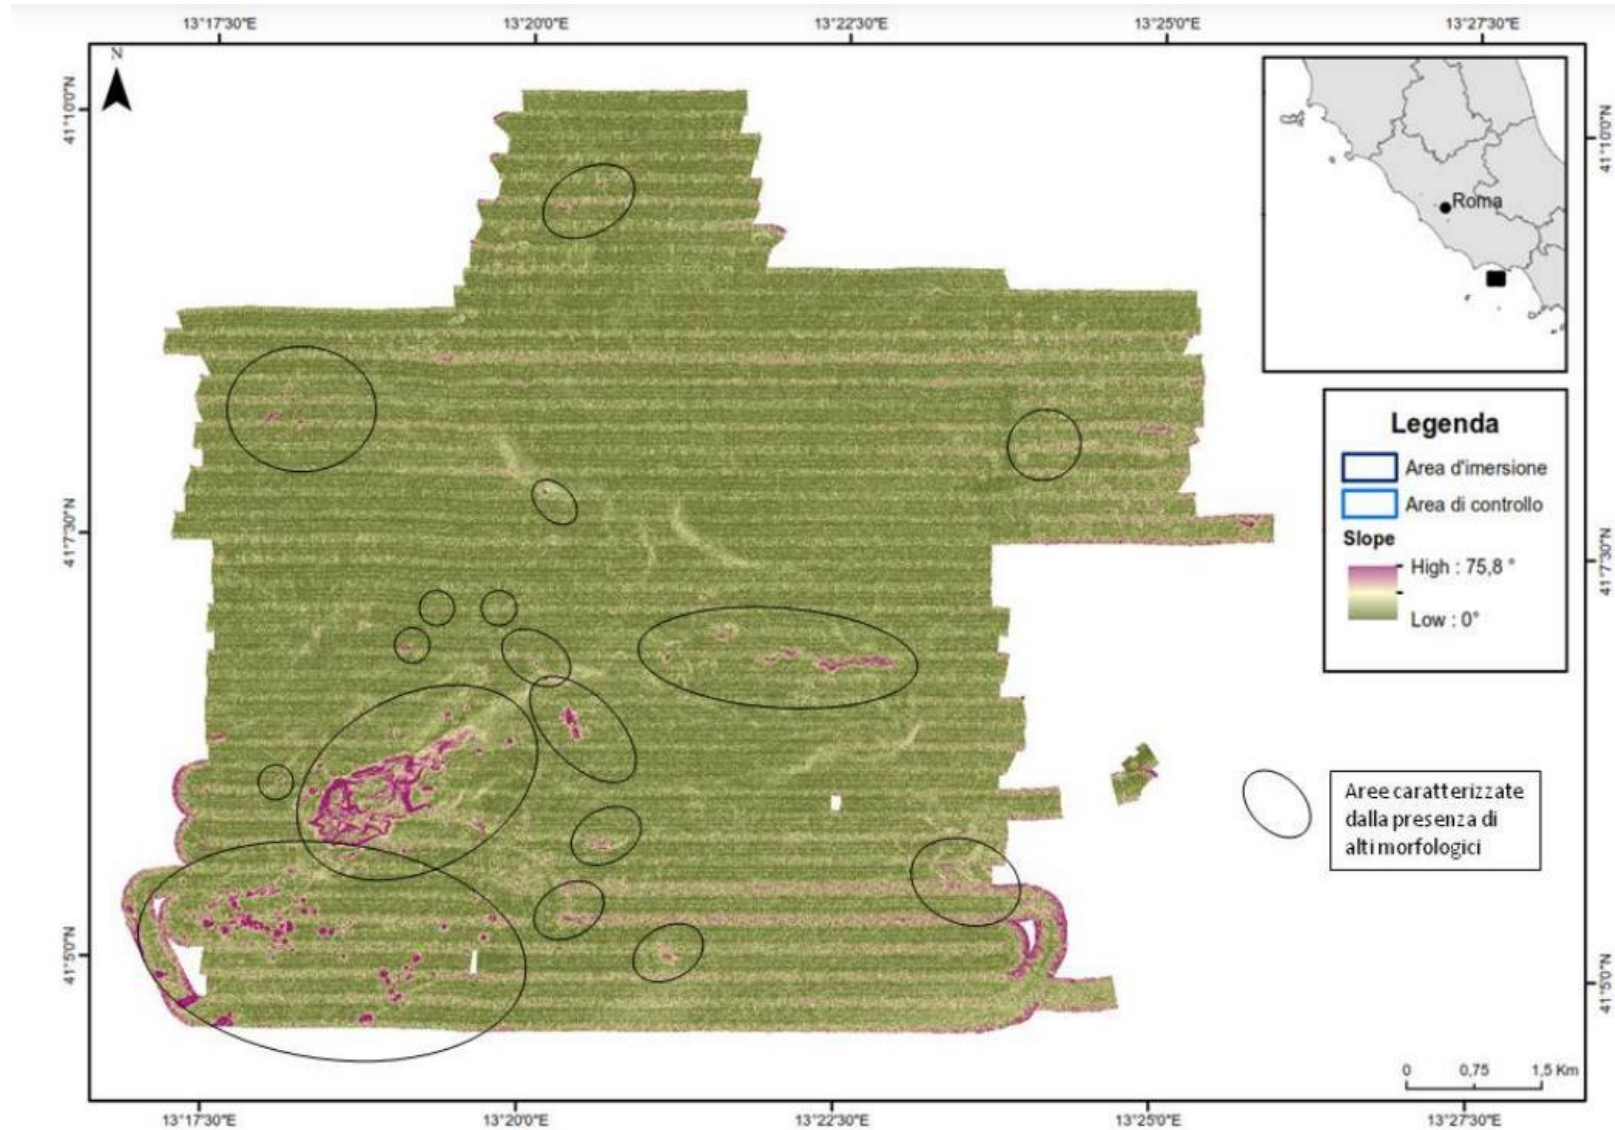 13°17'30"E 13°20'0"E 13°22'30"E 13°25'0"E 13°27'30"E
N
41°10'0"N
41°10'0"N
Roma
Legenda
Area d'imersione
Area di controllo
Slope
High : 75,8 °
Low : 0°
41°7'30"N
41°7'30"N
Aree caratterizzate
dalla presenza di
alti morfologici
41°5'0"N
41°5'0"N
0 0,75 1,5 Km
13°17'30"E 13°20'0"E 13°22'30"E 13°25'0"E 13°27'30"E